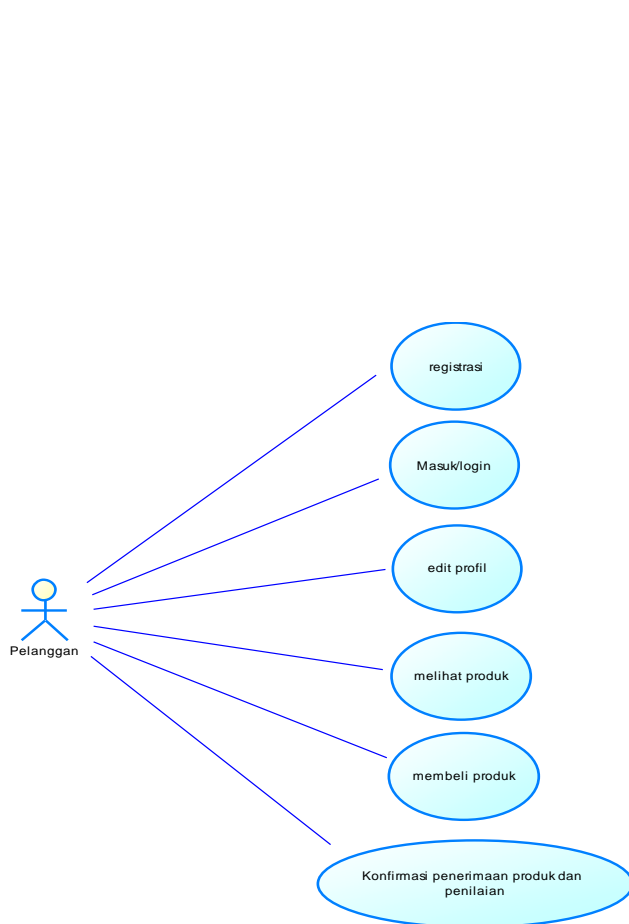 registrasi
Masuk/login
edit profil
Pelanggan
melihat produk
membeli produk
Konfirmasi penerimaan produk dan
penilaian